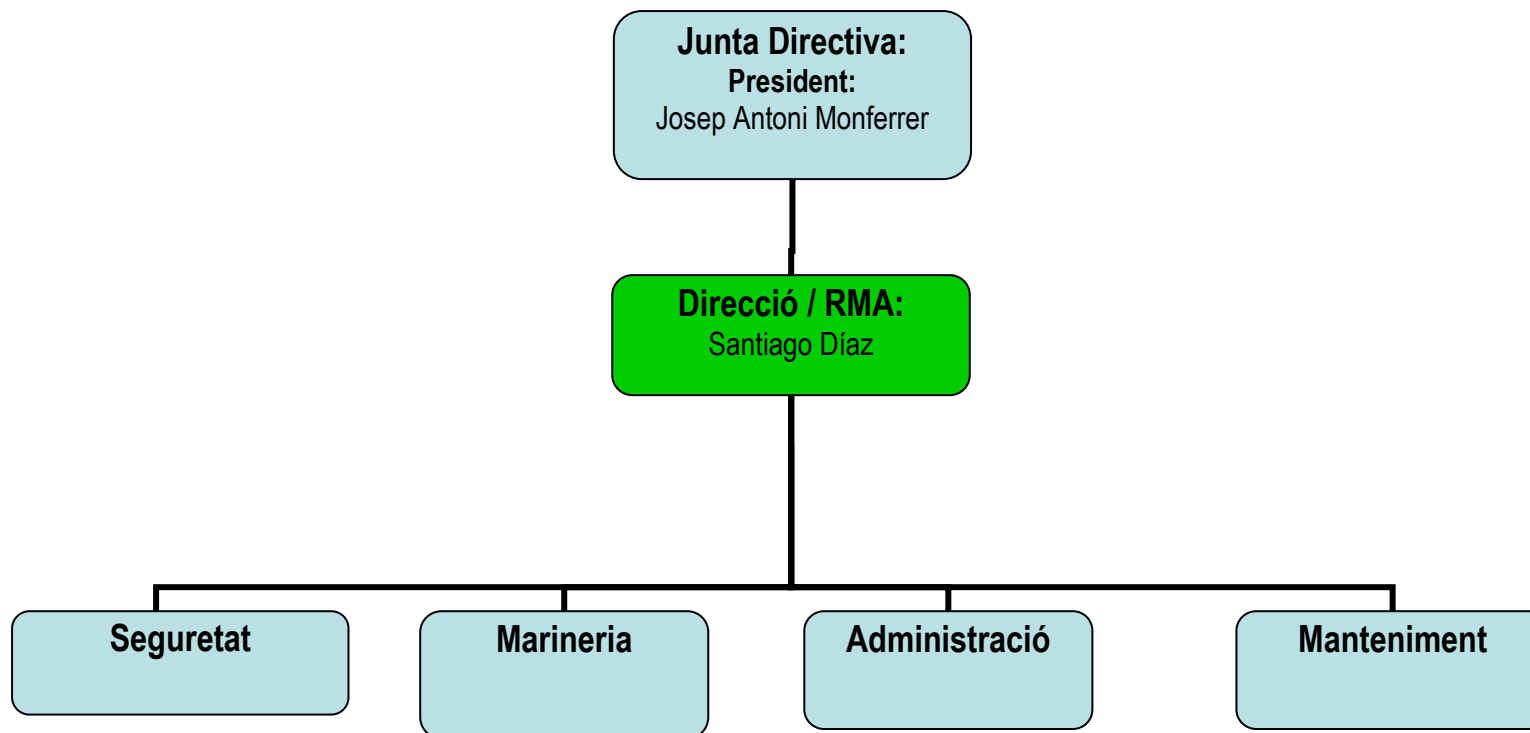 Junta Directiva:
President:
Josep Antoni Monferrer
Direcció / RMA:
Santiago Díaz
Seguretat
Marineria
Administració
Manteniment